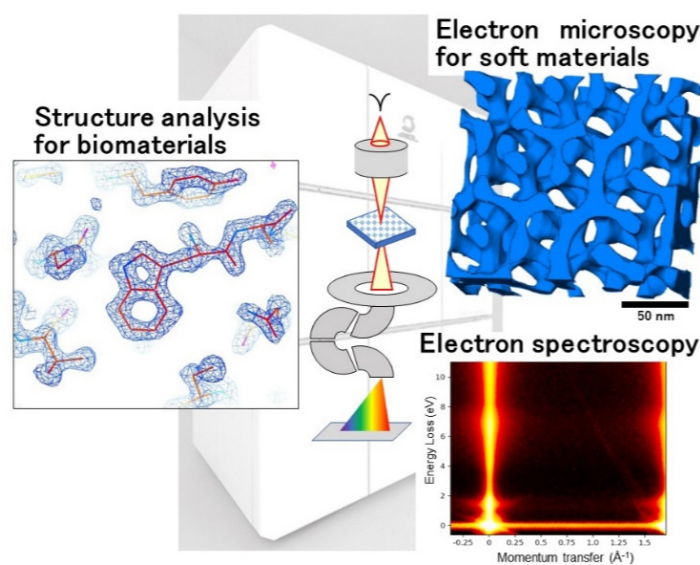 Electron microscopy
for soft materials
Structure analysis
for biomaterials
50 nm
Electron spectroscopy
Energy Loss (eV)
10
8
6
4
2
0
-0.25
0
0.25
0.50
0.75
1.00
1.25
1.5
Momentum transfer (Å⁻¹)